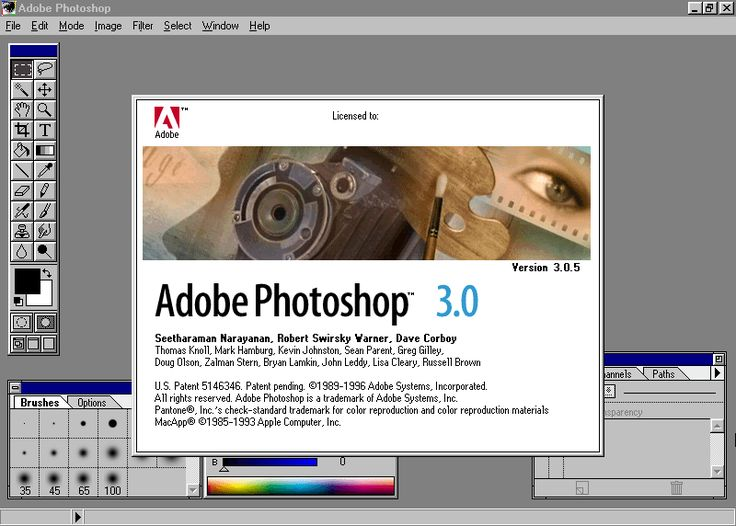 Adobe Photoshop
File Edit Mode Image Filter Select Window Help
Adobe
™
Licensed to:
Version 3.0.5
Adobe Photoshop™ 3.0
Seetharaman Narayanan, Robert Swirsky Warner, Dave Corboy
Thomas Knoll, Mark Hamburg, Kevin Johnston, Sean Parent, Greg Gilley,
Doug Olson, Zalman Stern, Bryan Lamkin, John Leddy, Lisa Cleary, Russell Brown
U.S. Patent 5146346. Patent pending. ©1989-1996 Adobe Systems, Incorporated.
All rights reserved. Adobe Photoshop is a trademark of Adobe Systems, Inc.
Pantone®, Inc.'s check-standard trademark for color reproduction and color reproduction materials
MacApp® ©1985-1993 Apple Computer, Inc.
T
Brushes Options
35 45 65 100
B 0
annels Paths
sparency